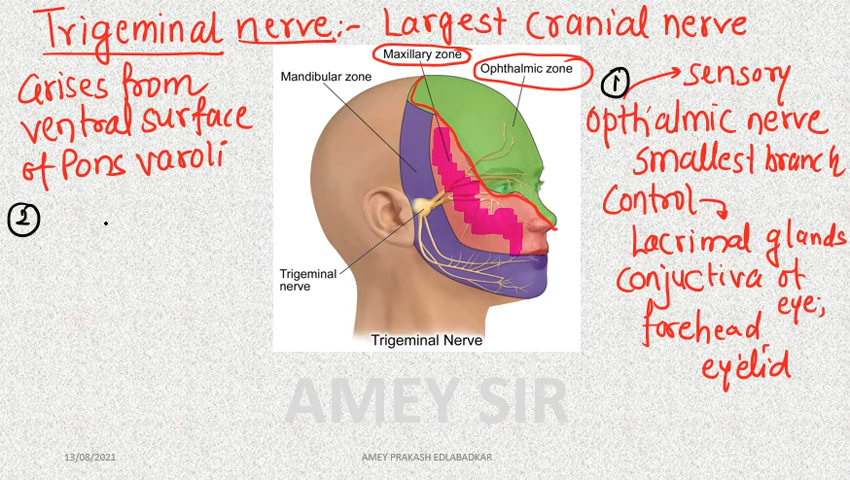 Trigeminal nerve:- Largest Cranial nerve
arises from
ventral surface
of Pons varoli
2
Maxillary zone
Mandibular zone
Ophthalmic zone
Trigeminal
nerve
Trigeminal Nerve
1 → sensory
Opthalmic nerve
smallest branch
Control →
Lacrimal glands
Conjuctiva of
eye;
forehead,
eyelid
AMEY SIR
13/08/2021
AMEY PRAKASH EDLABADKAR